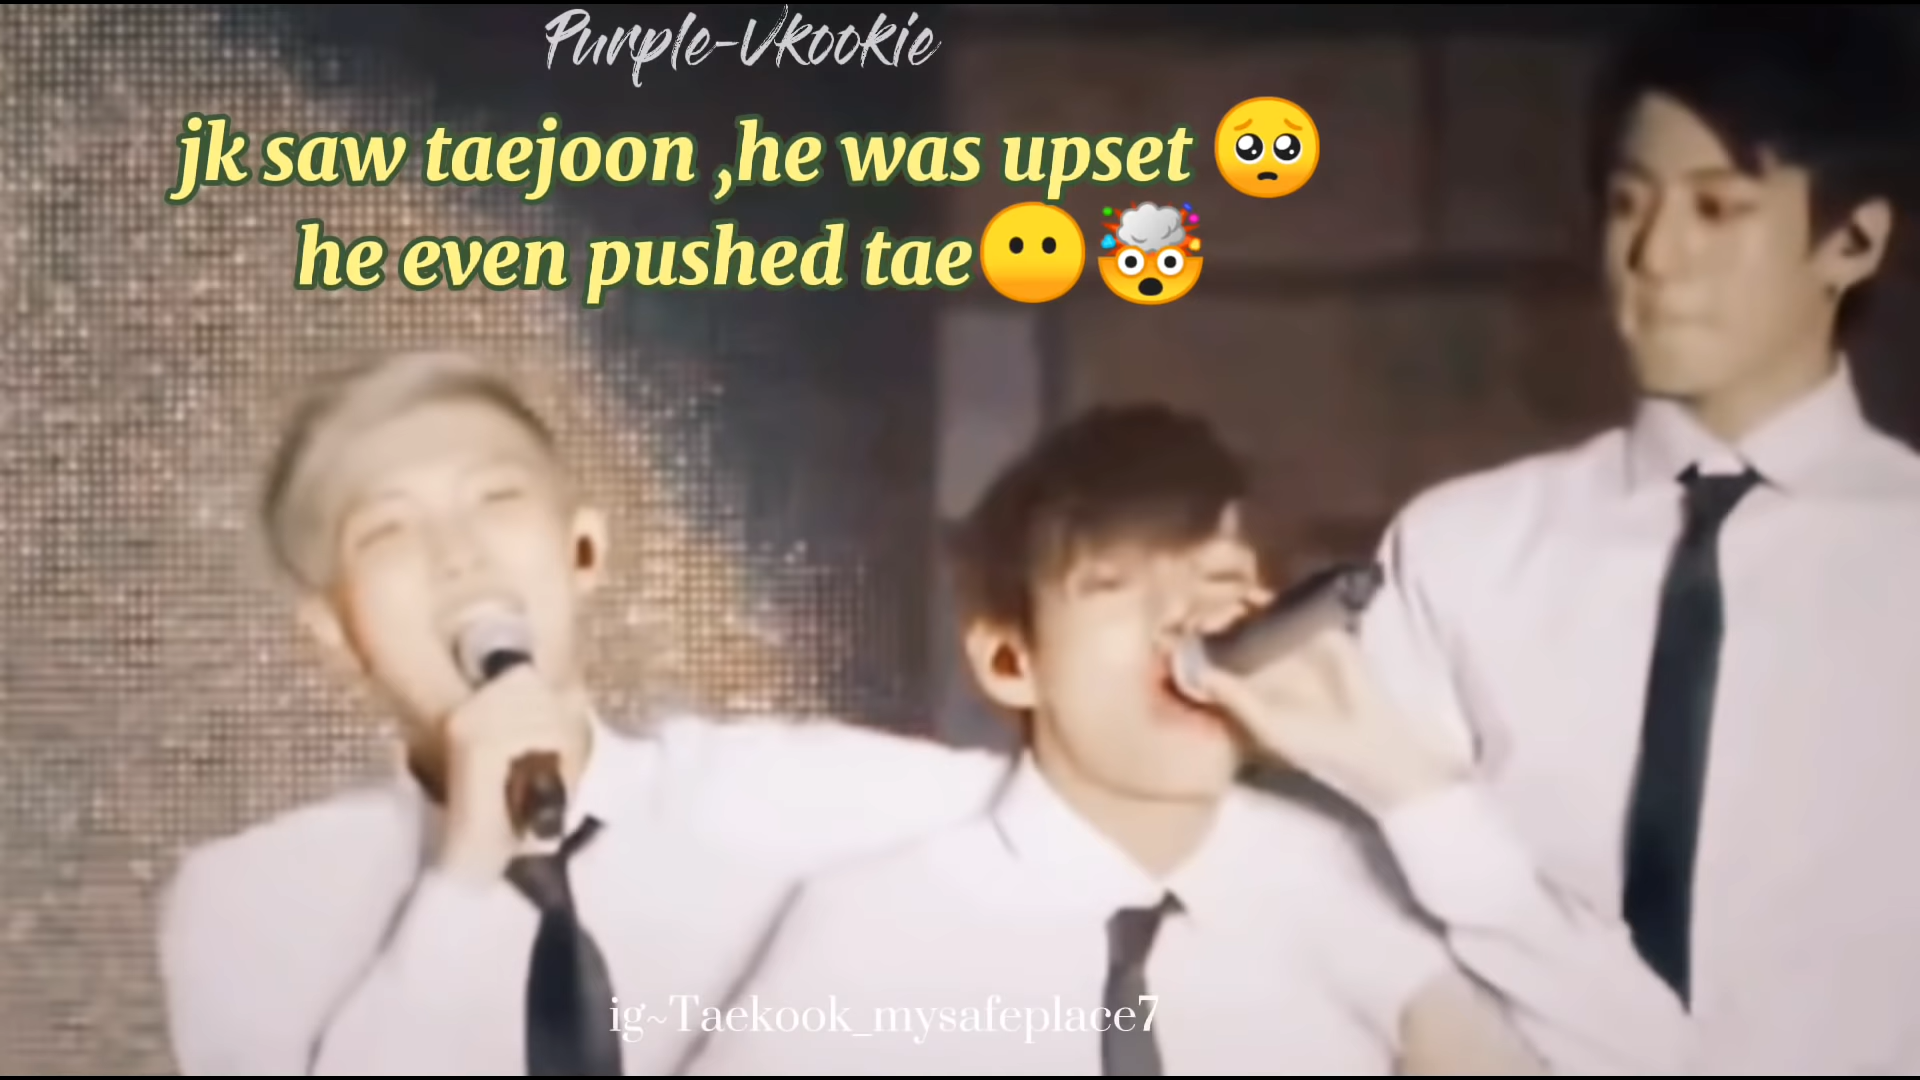 Purple-Vkookie
jk saw taejoon ,he was upset 🥺
he even pushed tae😶🤯
ig~Taekook_mysafeplace7